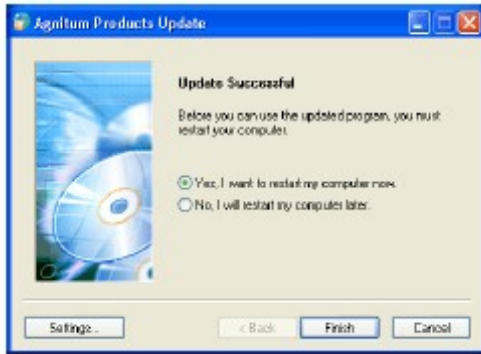 Agnitum Products Update
Update Successful
Before you can use the updated program, you must
restart your computer.
Yes, I want to restart my computer now.
No, I will restart my computer later.
Settings...
< Back
Finish
Cancel